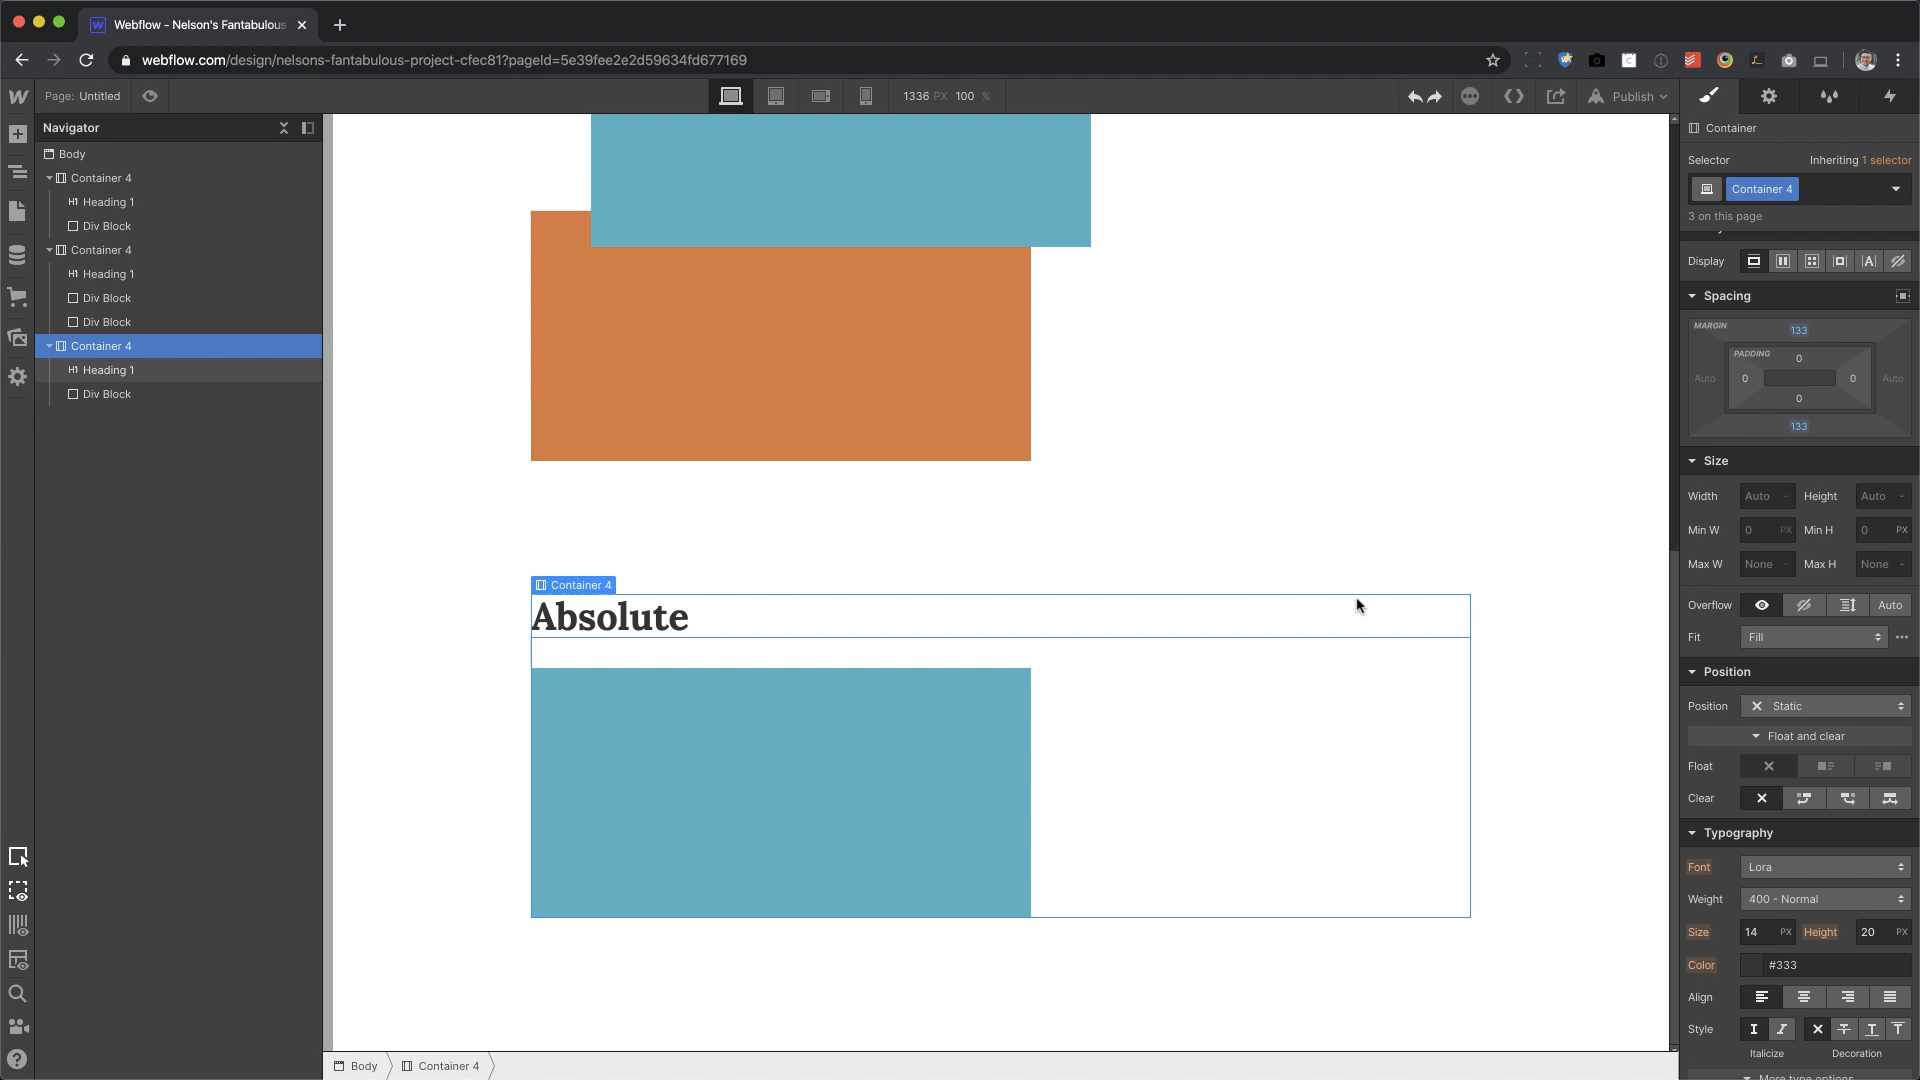 Webflow - Nelson's Fantabulous
webflow.com/design/nelsons-fantabulous-project-cfec81?pageId=5e39fee2e2d59634fd677169
Page: Untitled
1336 PX 100 %
Publish
Navigator
Body
Container 4
H1 Heading 1
Div Block
Container 4
H1 Heading 1
Div Block
Div Block
Container 4
H1 Heading 1
Div Block
Container 4
Absolute
Body
Container 4
Container
Selector
Inheriting 1 selector
Container 4
3 on this page
Display
Spacing
MARGIN
133
PADDING
0
Auto
0
0
Auto
0
133
Size
Width Auto - Height Auto -
Min W 0 PX Min H 0 PX
Max W None - Max H None -
Overflow Auto
Fit Fill
Position
Position Static
Float and clear
Float
Clear
Typography
Font Lora
Weight 400 - Normal
Size 14 PX Height 20 PX
Color #333
Align
Style
Italicize Decoration
More type options